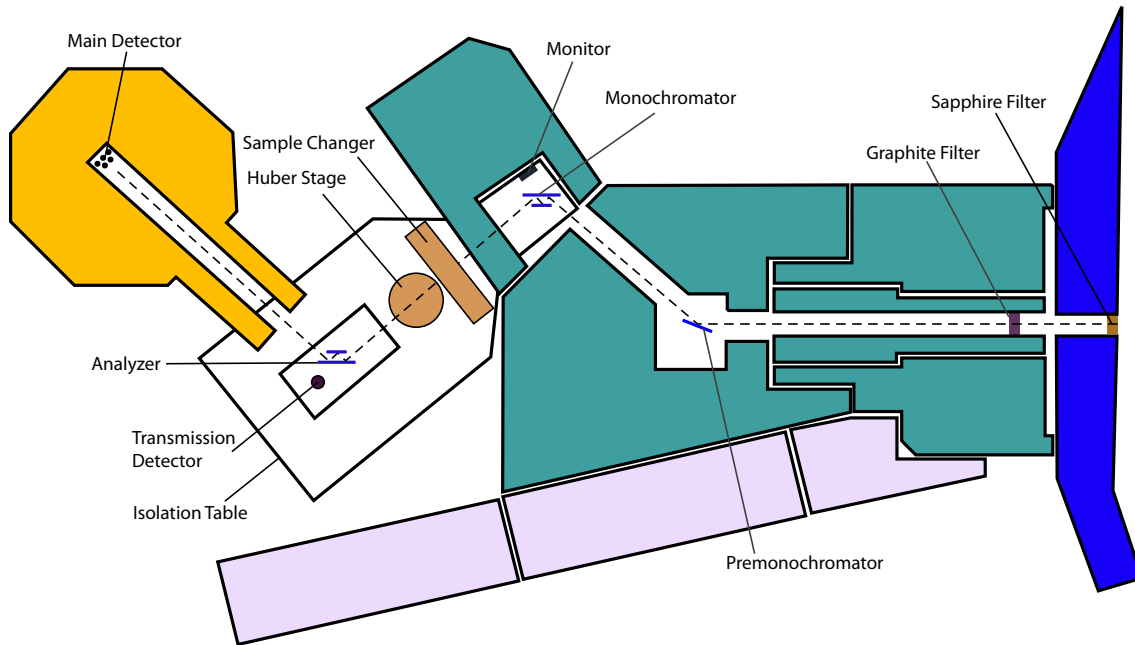 Main Detector
Monitor
Monochromator
Sapphire Filter
Graphite Filter
Sample Changer
Huber Stage
Analyzer
Transmission
Detector
Isolation Table
Premonochromator